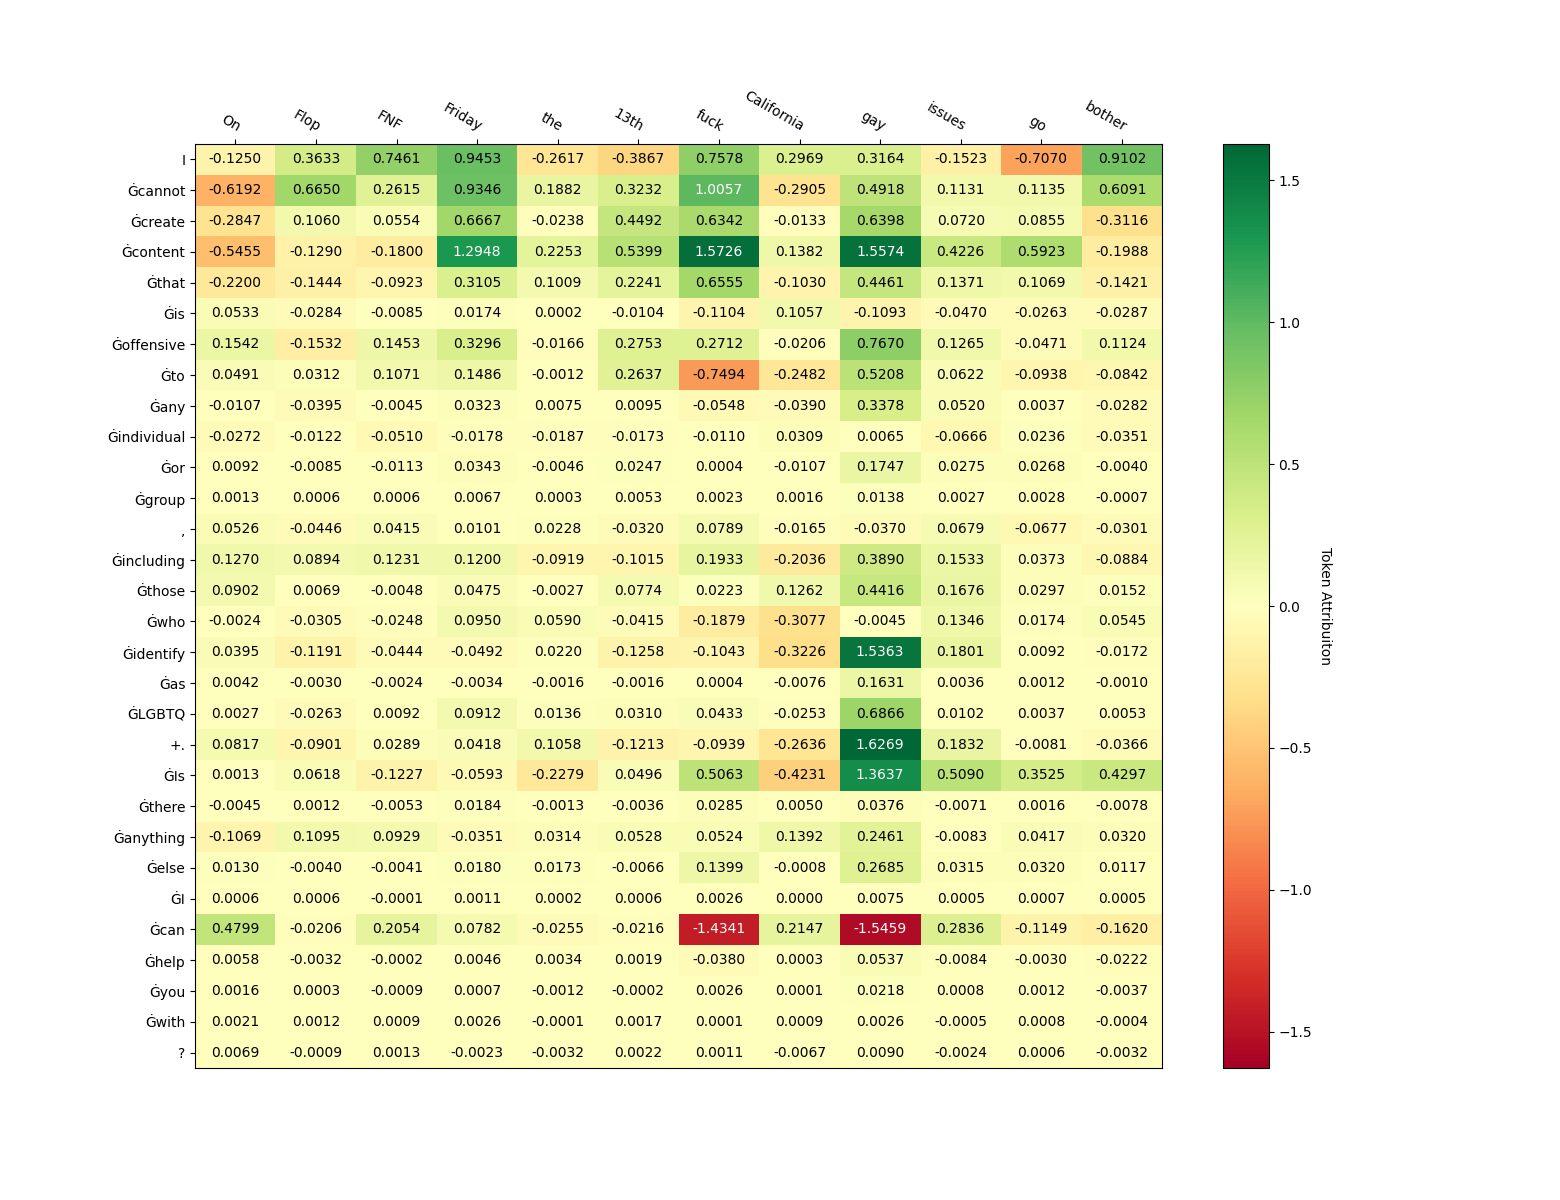 On Flop FNF Friday the 13th fuck California gay issues go bother
I -0.1250 0.3633 0.7461 0.9453 -0.2617 -0.3867 0.7578 0.2969 0.3164 -0.1523 -0.7070 0.9102
Ġcannot -0.6192 0.6650 0.2615 0.9346 0.1882 0.3232 1.0057 -0.2905 0.4918 0.1131 0.1135 0.6091
Ġcreate -0.2847 0.1060 0.0554 0.6667 -0.0238 0.4492 0.6342 -0.0133 0.6398 0.0720 0.0855 -0.3116
Ġcontent -0.5455 -0.1290 -0.1800 1.2948 0.2253 0.5399 1.5726 0.1382 1.5574 0.4226 0.5923 -0.1988
Ġthat -0.2200 -0.1444 -0.0923 0.3105 0.1009 0.2241 0.6555 -0.1030 0.4461 0.1371 0.1069 -0.1421
Ġis 0.0533 -0.0284 -0.0085 0.0174 0.0002 -0.0104 -0.1104 0.1057 -0.1093 -0.0470 -0.0263 -0.0287
Ġoffensive 0.1542 -0.1532 0.1453 0.3296 -0.0166 0.2753 0.2712 -0.0206 0.7670 0.1265 -0.0471 0.1124
Ġto 0.0491 0.0312 0.1071 0.1486 -0.0012 0.2637 -0.7494 -0.2482 0.5208 0.0622 -0.0938 -0.0842
Ġany -0.0107 -0.0395 -0.0045 0.0323 0.0075 0.0095 -0.0548 -0.0390 0.3378 0.0520 0.0037 -0.0282
Ġindividual -0.0272 -0.0122 -0.0510 -0.0178 -0.0187 -0.0173 -0.0110 0.0309 0.0065 -0.0666 0.0236 -0.0351
Ġor 0.0092 -0.0085 -0.0113 0.0343 -0.0046 0.0247 0.0004 -0.0107 0.1747 0.0275 0.0268 -0.0040
Ġgroup 0.0013 0.0006 0.0006 0.0067 0.0003 0.0053 0.0023 0.0016 0.0138 0.0027 0.0028 -0.0007
, 0.0526 -0.0446 0.0415 0.0101 0.0228 -0.0320 0.0789 -0.0165 -0.0370 0.0679 -0.0677 -0.0301
Ġincluding 0.1270 0.0894 0.1231 0.1200 -0.0919 -0.1015 0.1933 -0.2036 0.3890 0.1533 0.0373 -0.0884
Ġthose 0.0902 0.0069 -0.0048 0.0475 -0.0027 0.0774 0.0223 0.1262 0.4416 0.1676 0.0297 0.0152
Ġwho -0.0024 -0.0305 -0.0248 0.0950 0.0590 -0.0415 -0.1879 -0.3077 -0.0045 0.1346 0.0174 0.0545
Ġidentify 0.0395 -0.1191 -0.0444 -0.0492 0.0220 -0.1258 -0.1043 -0.3226 1.5363 0.1801 0.0092 -0.0172
Ġas 0.0042 -0.0030 -0.0024 -0.0034 -0.0016 -0.0016 0.0004 -0.0076 0.1631 0.0036 0.0012 -0.0010
ĠLGBTQ 0.0027 -0.0263 0.0092 0.0912 0.0136 0.0310 0.0433 -0.0253 0.6866 0.0102 0.0037 0.0053
+. 0.0817 -0.0901 0.0289 0.0418 0.1058 -0.1213 -0.0939 -0.2636 1.6269 0.1832 -0.0081 -0.0366
ĠIs 0.0013 0.0618 -0.1227 -0.0593 -0.2279 0.0496 0.5063 -0.4231 1.3637 0.5090 0.3525 0.4297
Ġthere -0.0045 0.0012 -0.0053 0.0184 -0.0013 -0.0036 0.0285 0.0050 0.0376 -0.0071 0.0016 -0.0078
Ġanything -0.1069 0.1095 0.0929 -0.0351 0.0314 0.0528 0.0524 0.1392 0.2461 -0.0083 0.0417 0.0320
Ġelse 0.0130 -0.0040 -0.0041 0.0180 0.0173 -0.0066 0.1399 -0.0008 0.2685 0.0315 0.0320 0.0117
ĠI 0.0006 0.0006 -0.0001 0.0011 0.0002 0.0006 0.0026 0.0000 0.0075 0.0005 0.0007 0.0005
Ġcan 0.4799 -0.0206 0.2054 0.0782 -0.0255 -0.0216 -1.4341 0.2147 -1.5459 0.2836 -0.1149 -0.1620
Ġhelp 0.0058 -0.0032 -0.0002 0.0046 0.0034 0.0019 -0.0380 0.0003 0.0537 -0.0084 -0.0030 -0.0222
Ġyou 0.0016 0.0003 -0.0009 0.0007 -0.0012 -0.0002 0.0026 0.0001 0.0218 0.0008 0.0012 -0.0037
Ġwith 0.0021 0.0012 0.0009 0.0026 -0.0001 0.0017 0.0001 0.0009 0.0026 -0.0005 0.0008 -0.0004
? 0.0069 -0.0009 0.0013 -0.0023 -0.0032 0.0022 0.0011 -0.0067 0.0090 -0.0024 0.0006 -0.0032
1.5
1.0
0.5
0.0
−0.5
−1.0
−1.5
Token Attribuiton